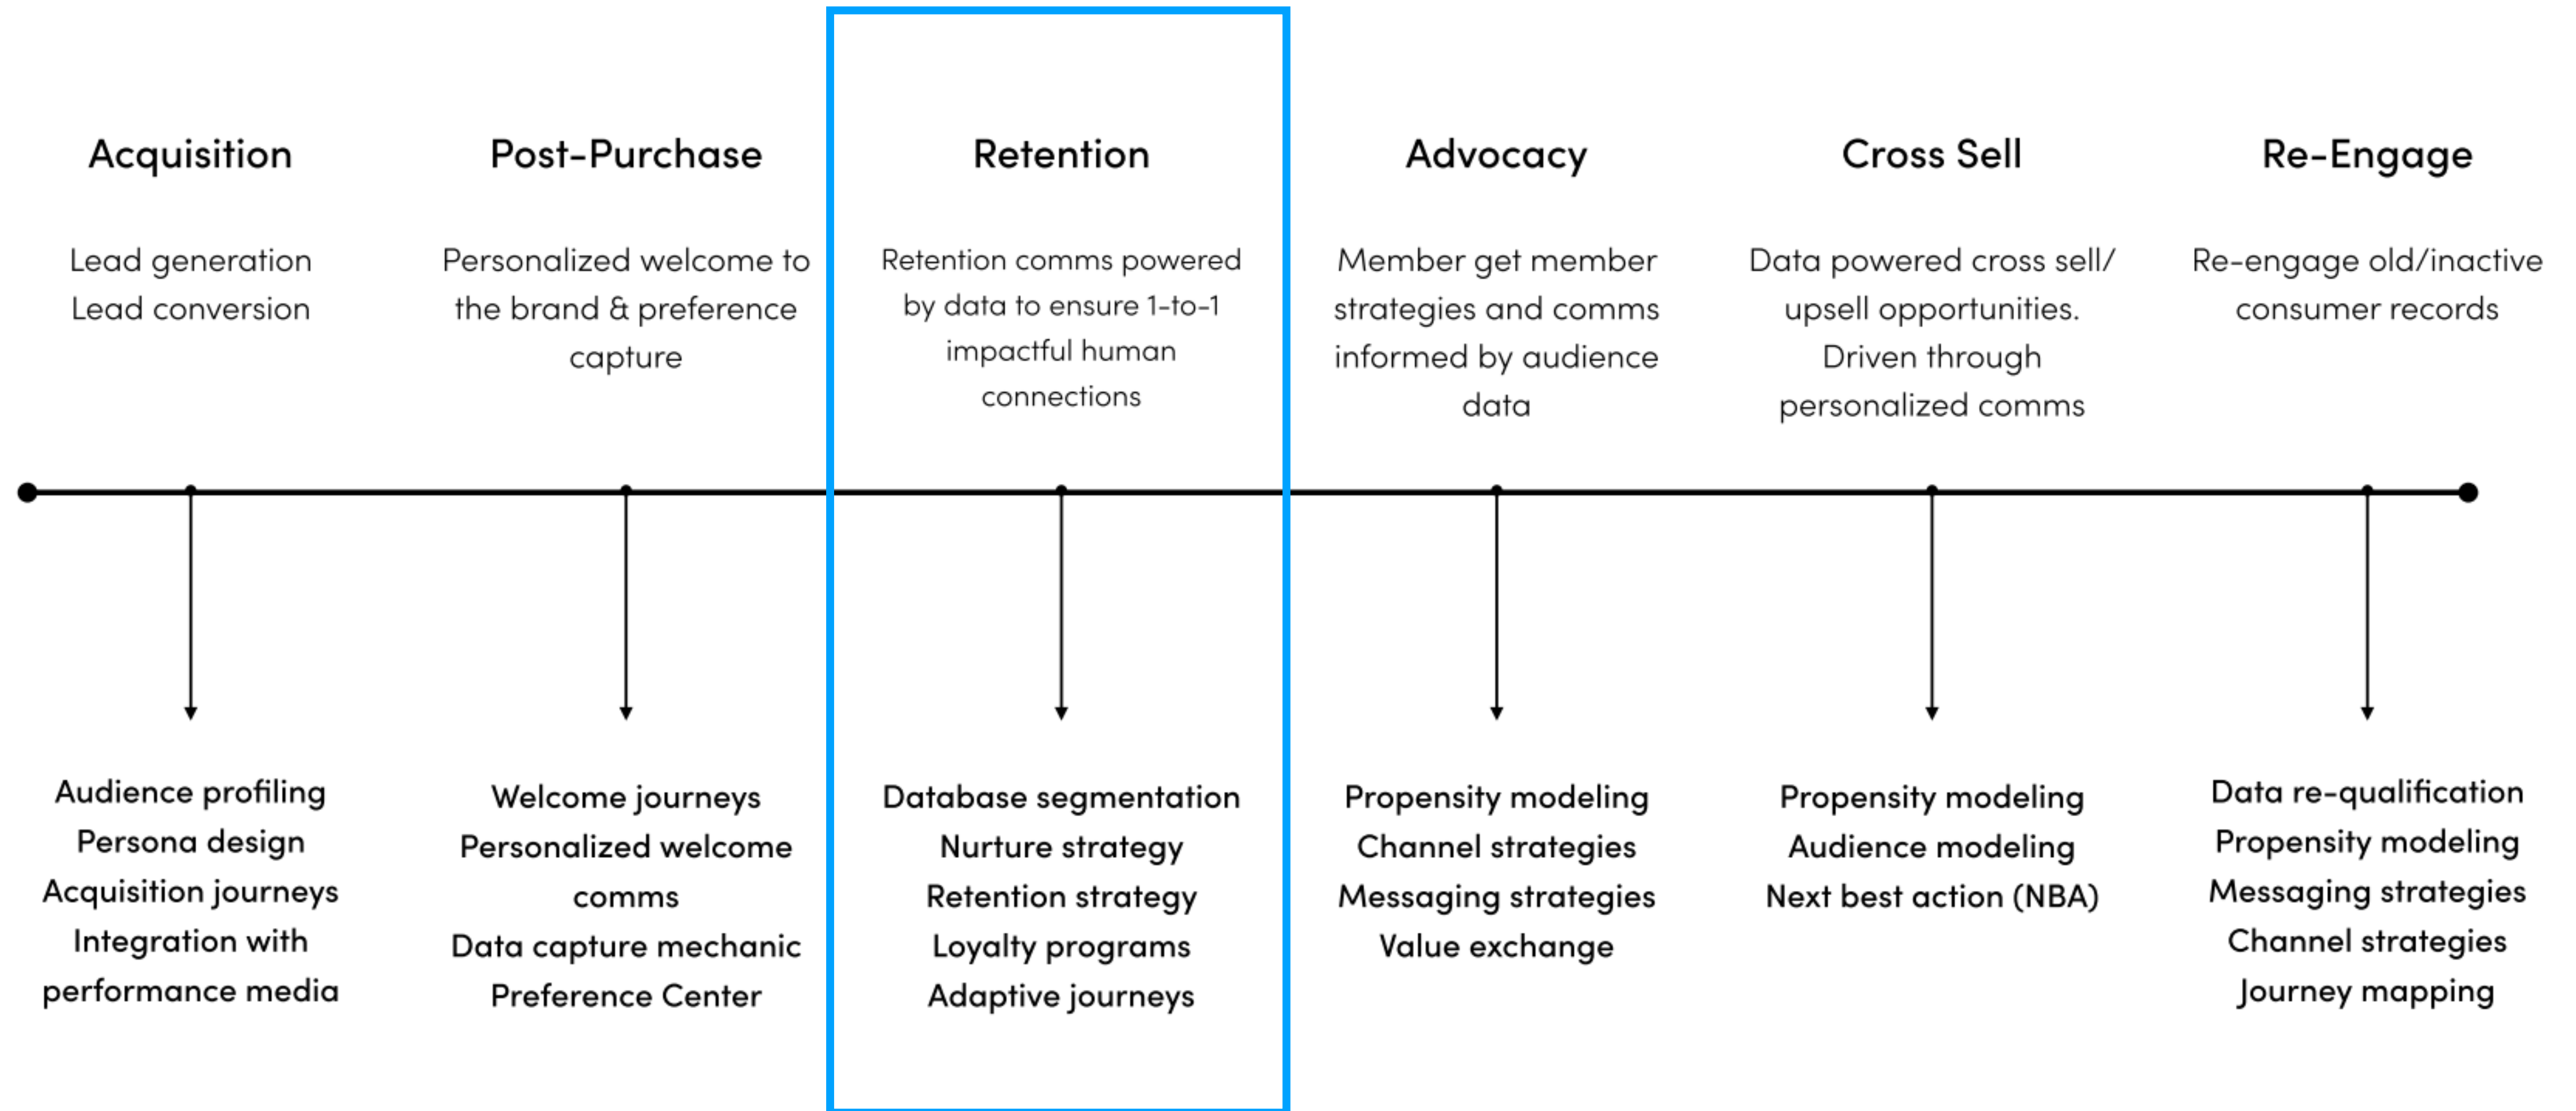 Acquisition
Lead generation
Lead conversion
Audience profiling
Persona design
Acquisition journeys
Integration with
performance media
Post-Purchase
Personalized welcome to
the brand & preference
capture
Welcome journeys
Personalized welcome
comms
Data capture mechanic
Preference Center
Retention
Retention comms powered
by data to ensure 1-to-1
impactful human
connections
Database segmentation
Nurture strategy
Retention strategy
Loyalty programs
Adaptive journeys
Advocacy
Member get member
strategies and comms
informed by audience
data
Propensity modeling
Channel strategies
Messaging strategies
Value exchange
Cross Sell
Data powered cross sell/
upsell opportunities.
Driven through
personalized comms
Propensity modeling
Audience modeling
Next best action (NBA)
Re-Engage
Re-engage old/inactive
consumer records
Data re-qualification
Propensity modeling
Messaging strategies
Channel strategies
Journey mapping